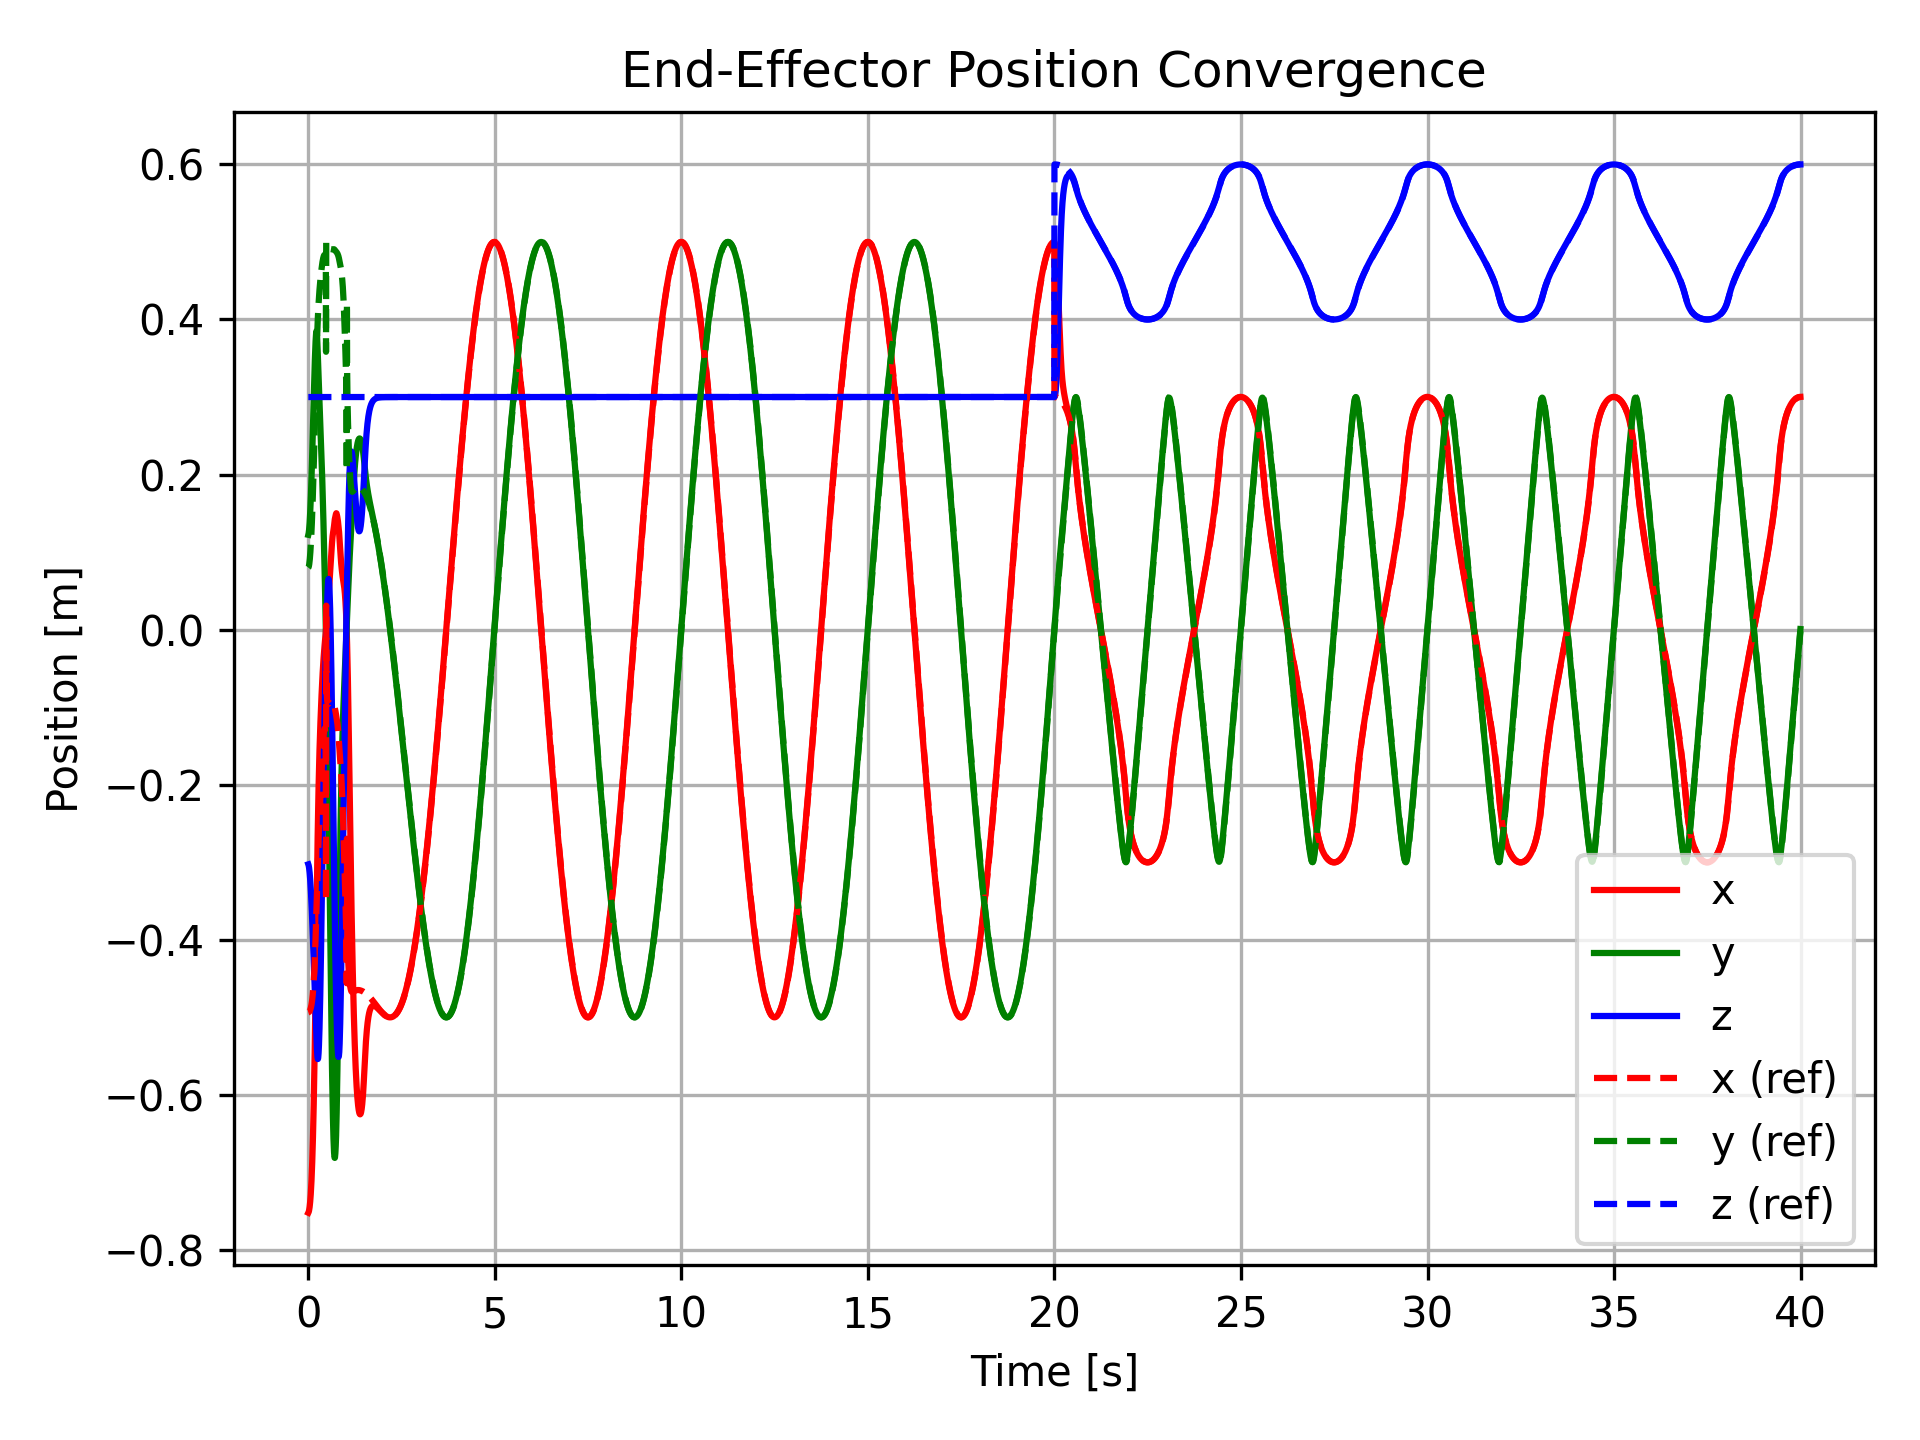 End-Effector Position Convergence
0.6
0.4
0.2
0.0
−0.2
−0.4
−0.6
−0.8
Position [m]
x
y
z
x (ref)
y (ref)
z (ref)
0 5 10 15 20 25 30 35 40
Time [s]